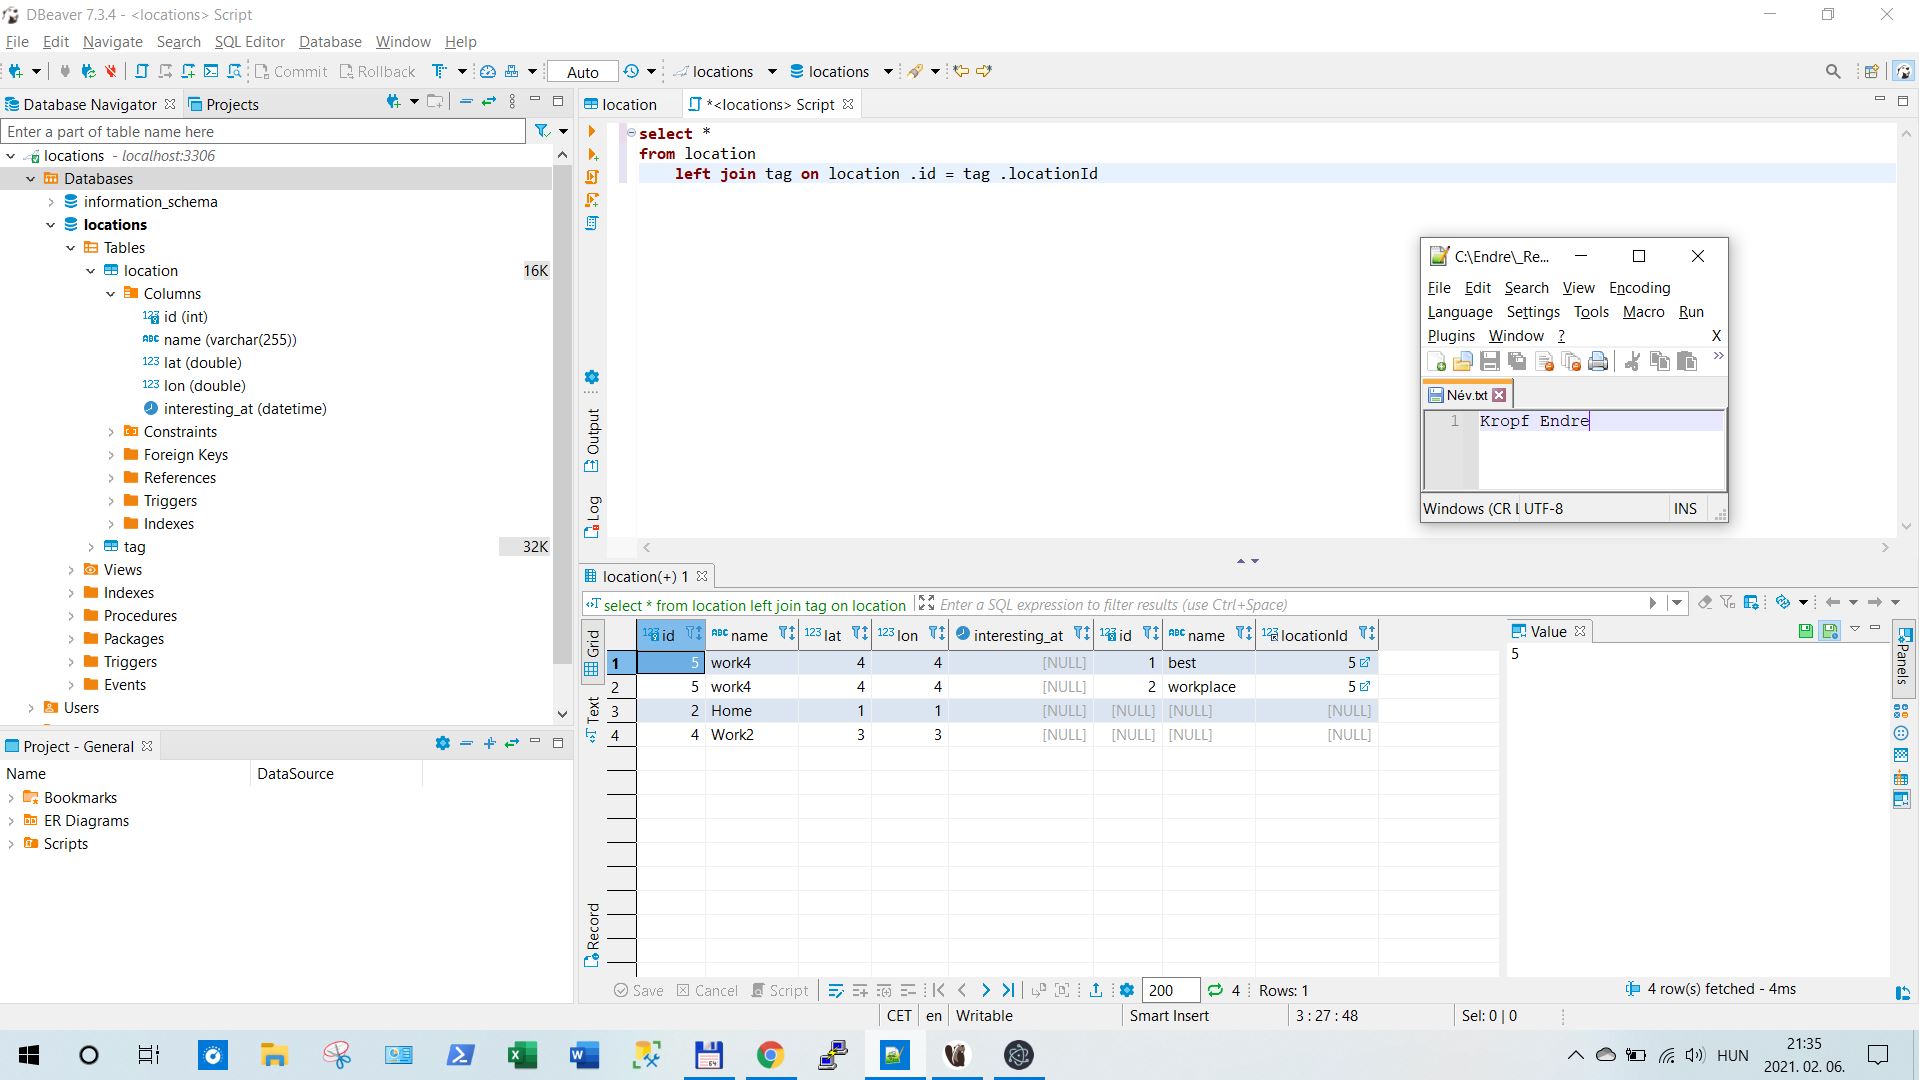 DBeaver 7.3.4 - <locations> Script
File Edit Navigate Search SQL Editor Database Window Help
Commit Rollback Auto locations locations
Database Navigator Projects
Enter a part of table name here
locations - localhost:3306
Databases
information_schema
locations
Tables
location 16K
Columns
id (int)
name (varchar(255))
lat (double)
lon (double)
interesting_at (datetime)
Constraints
Foreign Keys
References
Triggers
Indexes
tag 32K
Views
Indexes
Procedures
Packages
Triggers
Events
Users
Project - General
Name DataSource
Bookmarks
ER Diagrams
Scripts
location *<locations> Script
select *
from location
left join tag on location .id = tag .locationId
Output
Log
C:\Endre\_Re...
File Edit Search View Encoding
Language Settings Tools Macro Run
Plugins Window ? X
Név.txt
1 Kropf Endre
Windows (CR L UTF-8 INS
location(+) 1
select * from location left join tag on location Enter a SQL expression to filter results (use Ctrl+Space)
Grid
Text
Record
id name lat lon interesting_at id name locationId
1 5 work4 4 4 [NULL] 1 best 5
2 5 work4 4 4 [NULL] 2 workplace 5
3 2 Home 1 1 [NULL] [NULL] [NULL] [NULL]
4 4 Work2 3 3 [NULL] [NULL] [NULL] [NULL]
Value
5
Panels
Save Cancel Script 200 4 Rows: 1 4 row(s) fetched - 4ms
CET en Writable Smart Insert 3 : 27 : 48 Sel: 0 | 0
HUN 21:35
2021. 02. 06.